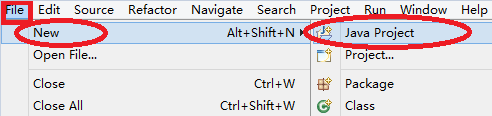 File Edit Source Refactor Navigate Search Project Run Window Help
New Alt+Shift+N Java Project
Open File... Project...
Close Ctrl+W Package
Close All Ctrl+Shift+W Class